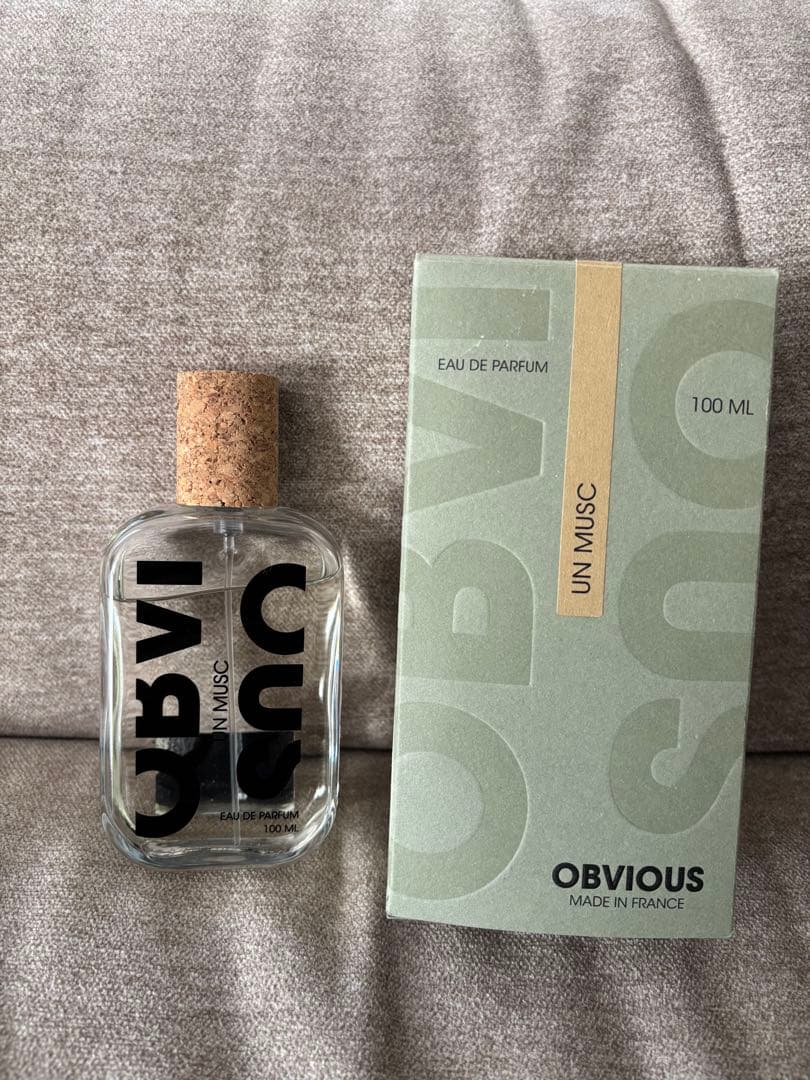 OBVI
OUS
UN MUSC
EAU DE PARFUM
100 ML
OBVI
OUS
EAU DE PARFUM
100 ML
UN MUSC
OBVIOUS
MADE IN FRANCE